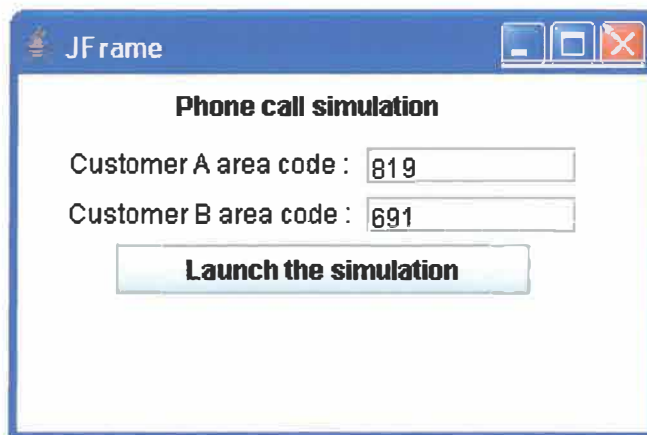 JFrame
Phone call simulation
Customer A area code : 819
Customer B area code : 691
Launch the simulation